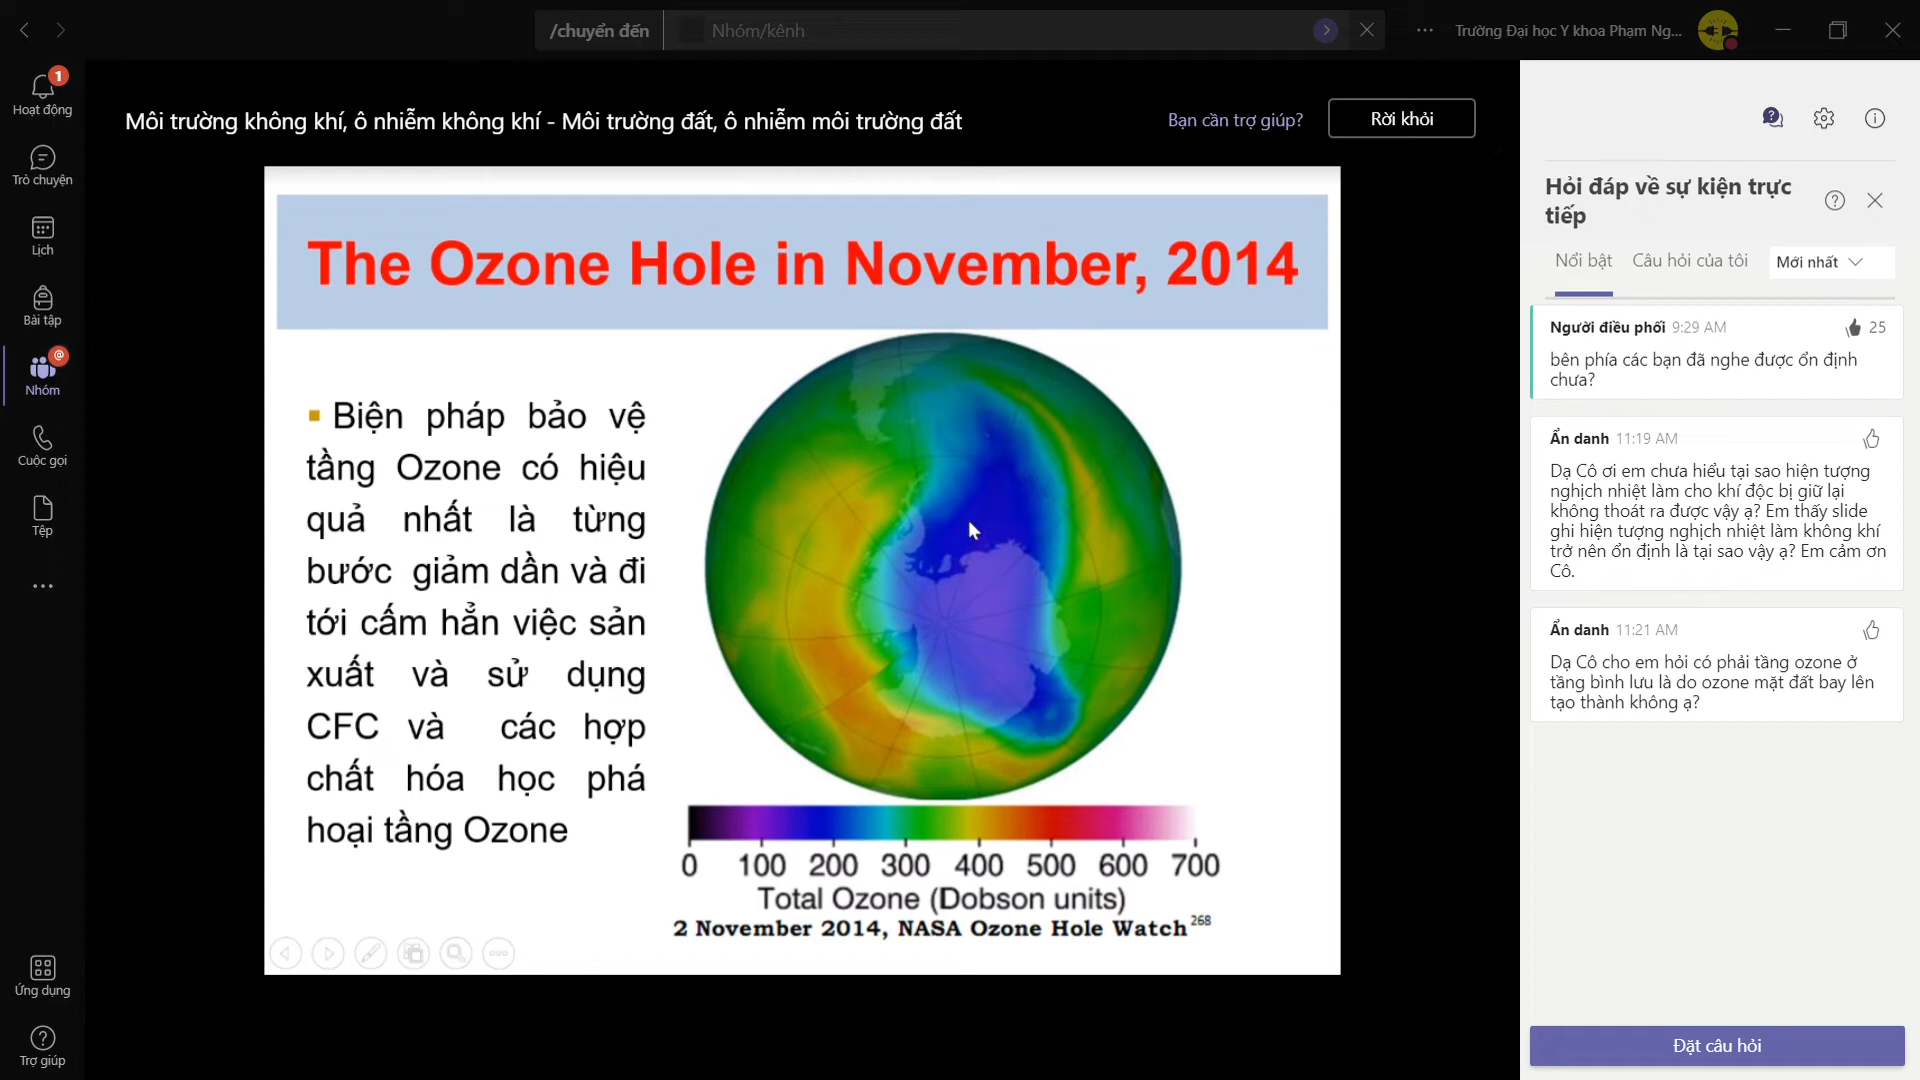 /chuyển đến
Nhóm/kênh
Trường Đại học Y khoa Phạm Ng...
1
Hoạt động
Trò chuyện
Lịch
Bài tập
@
Nhóm
Cuộc gọi
Tệp
Ứng dụng
Trợ giúp
Môi trường không khí, ô nhiễm không khí - Môi trường đất, ô nhiễm môi trường đất
Bạn cần trợ giúp?
Rời khỏi
The Ozone Hole in November, 2014
Biện pháp bảo vệ
tầng Ozone có hiệu
quả nhất là từng
bước giảm dần và đi
tới cấm hẳn việc sản
xuất và sử dụng
CFC và các hợp
chất hóa học phá
hoại tầng Ozone
0 100 200 300 400 500 600 700
Total Ozone (Dobson units)
2 November 2014, NASA Ozone Hole Watch
268
Hỏi đáp về sự kiện trực
tiếp
Nổi bật
Câu hỏi của tôi
Mới nhất
Người điều phối 9:29 AM
25
bên phía các bạn đã nghe được ổn định
chưa?
Ẩn danh 11:19 AM
Dạ Cô ơi em chưa hiểu tại sao hiện tượng
nghịch nhiệt làm cho khí độc bị giữ lại
không thoát ra được vậy ạ? Em thấy slide
ghi hiện tượng nghịch nhiệt làm không khí
trở nên ổn định là tại sao vậy ạ? Em cảm ơn
Cô.
Ẩn danh 11:21 AM
Dạ Cô cho em hỏi có phải tầng ozone ở
tầng bình lưu là do ozone mặt đất bay lên
tạo thành không ạ?
Đặt câu hỏi